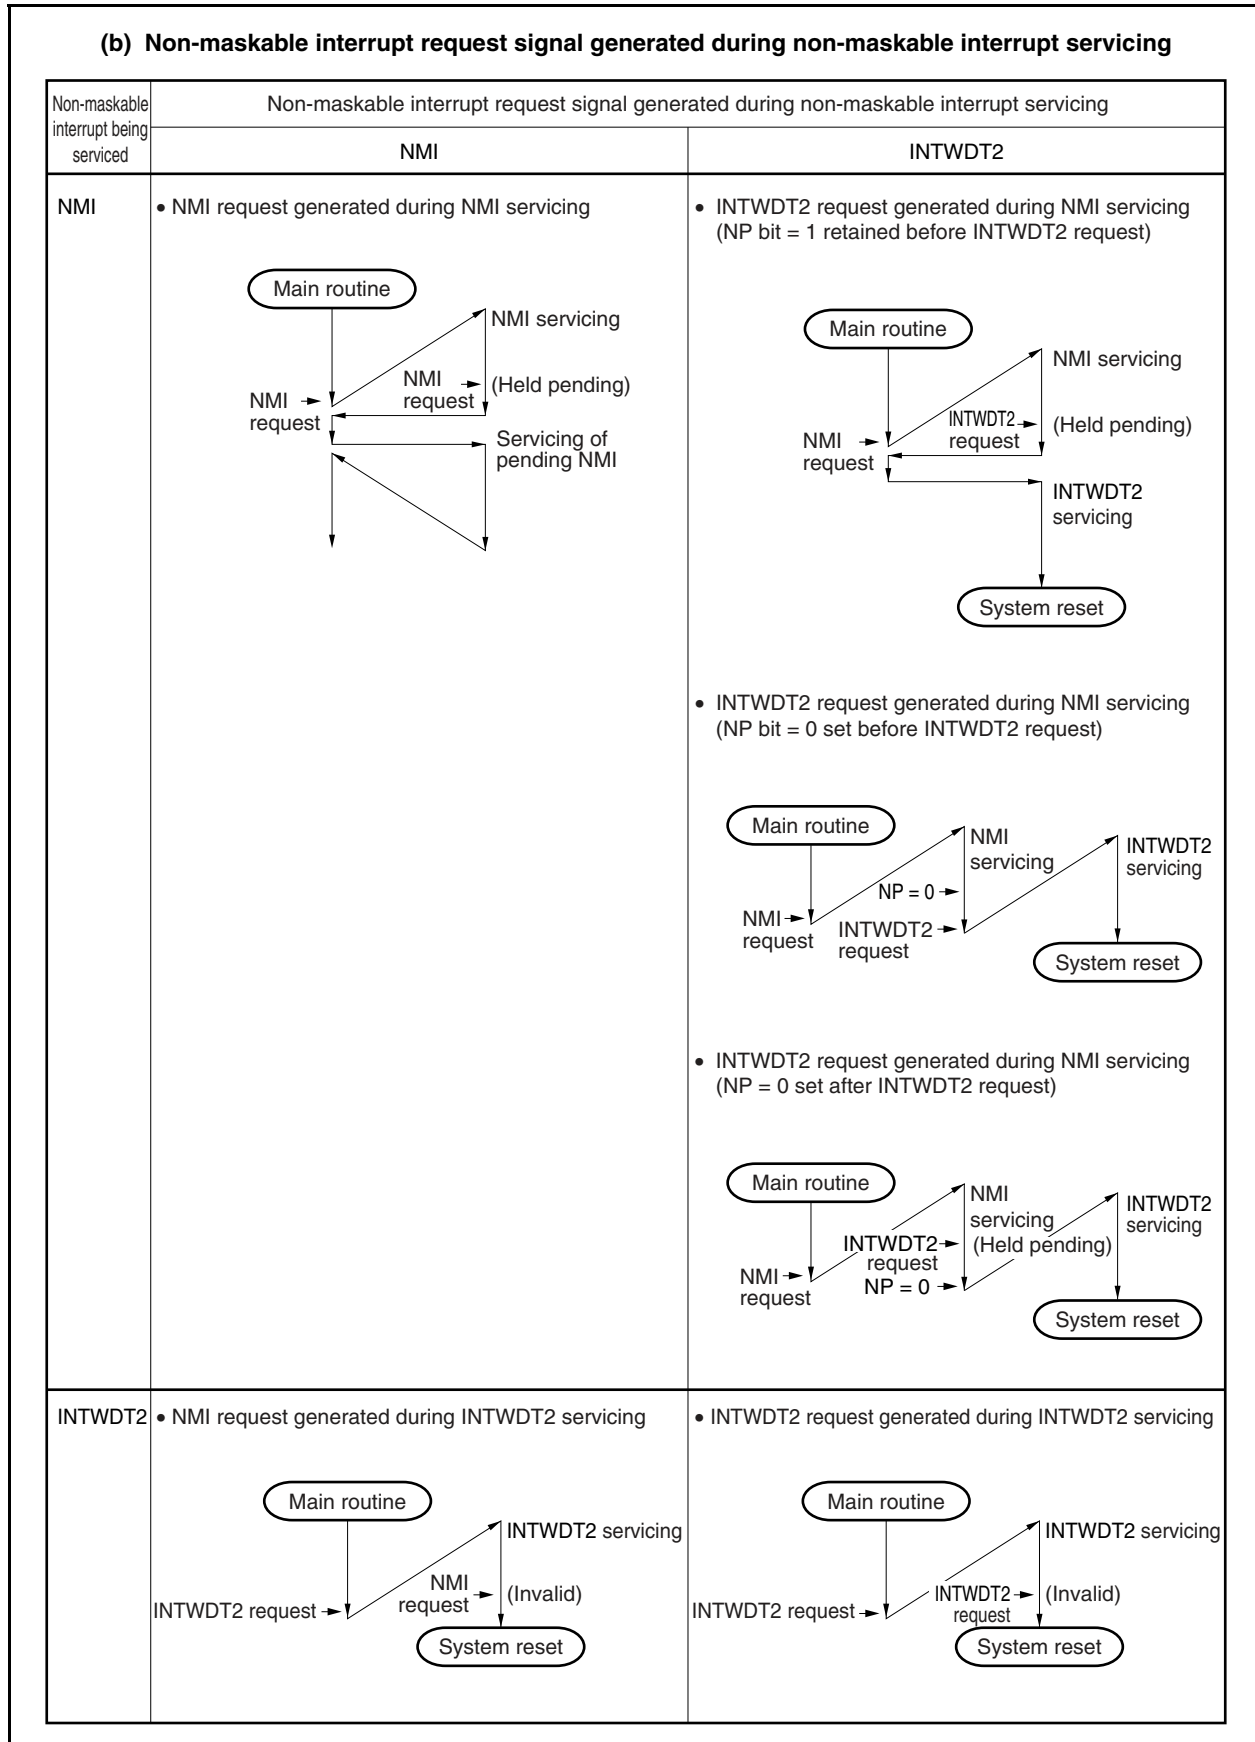 (b) Non-maskable interrupt request signal generated during non-maskable interrupt servicing
Non-maskable
interrupt being
serviced
Non-maskable interrupt request signal generated during non-maskable interrupt servicing
NMI
INTWDT2
NMI
• NMI request generated during NMI servicing
Main routine
NMI servicing
NMI
request
(Held pending)
NMI
request
Servicing of
pending NMI
• INTWDT2 request generated during NMI servicing
(NP bit = 1 retained before INTWDT2 request)
Main routine
NMI servicing
INTWDT2
request
(Held pending)
NMI
request
INTWDT2
servicing
System reset
• INTWDT2 request generated during NMI servicing
(NP bit = 0 set before INTWDT2 request)
Main routine
NMI
servicing
INTWDT2
servicing
NP = 0
NMI
request
INTWDT2
request
System reset
• INTWDT2 request generated during NMI servicing
(NP = 0 set after INTWDT2 request)
Main routine
NMI
servicing
(Held pending)
INTWDT2
servicing
INTWDT2
request
NMI
request
NP = 0
System reset
INTWDT2
• NMI request generated during INTWDT2 servicing
Main routine
INTWDT2 servicing
NMI
request
(Invalid)
INTWDT2 request
System reset
• INTWDT2 request generated during INTWDT2 servicing
Main routine
INTWDT2 servicing
INTWDT2
request
(Invalid)
INTWDT2 request
System reset